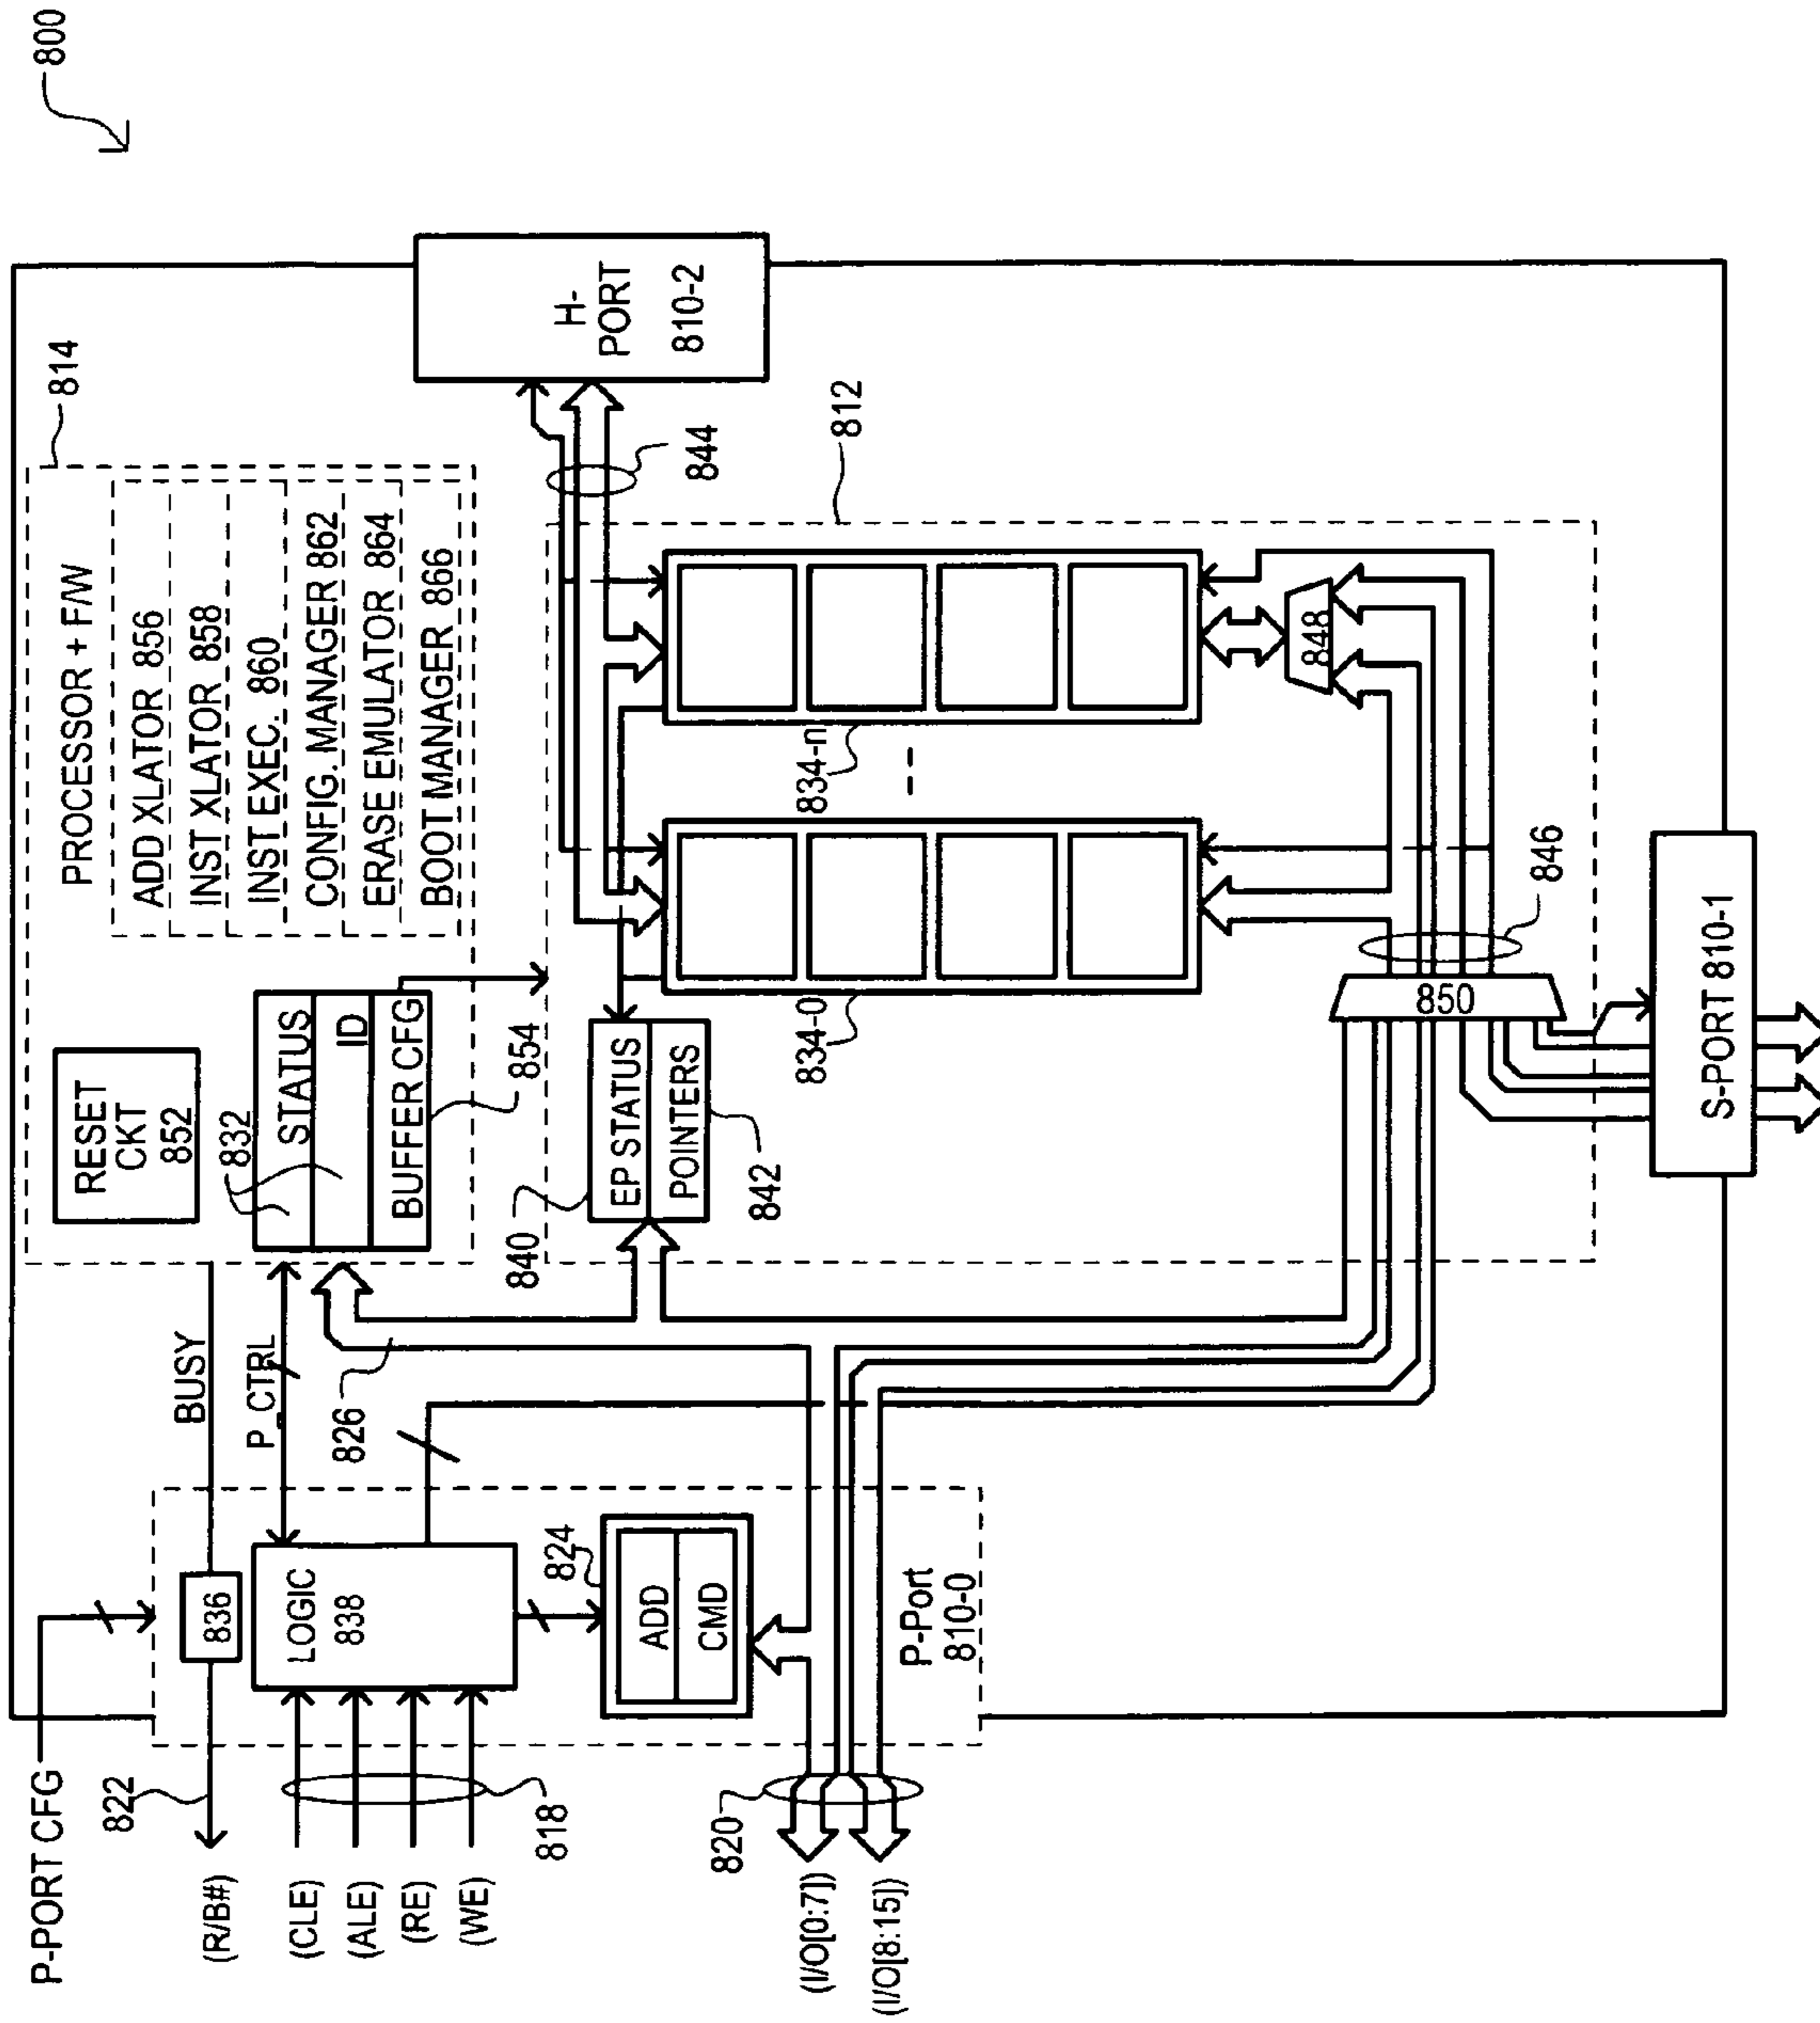 800
P-PORT CFG
822
(R/B#)
(CLE)
(ALE)
(RE)
(WE)
818
820
(I/O[0:7])
(I/O[8:15])
836
LOGIC
838
824
ADD
CMD
P-Port
810-0
BUSY
P_CTRL
826
RESET
CKT
852
832
STATUS
ID
BUFFER CFG
854
PROCESSOR + F/W
814
ADD XLATOR 856
INST XLATOR 858
INST EXEC. 860
CONFIG. MANAGER 862
ERASE EMULATOR 864
BOOT MANAGER 866
840
EP STATUS
POINTERS
842
834-0
834-n
844
812
H-
PORT
810-2
848
850
846
S-PORT 810-1